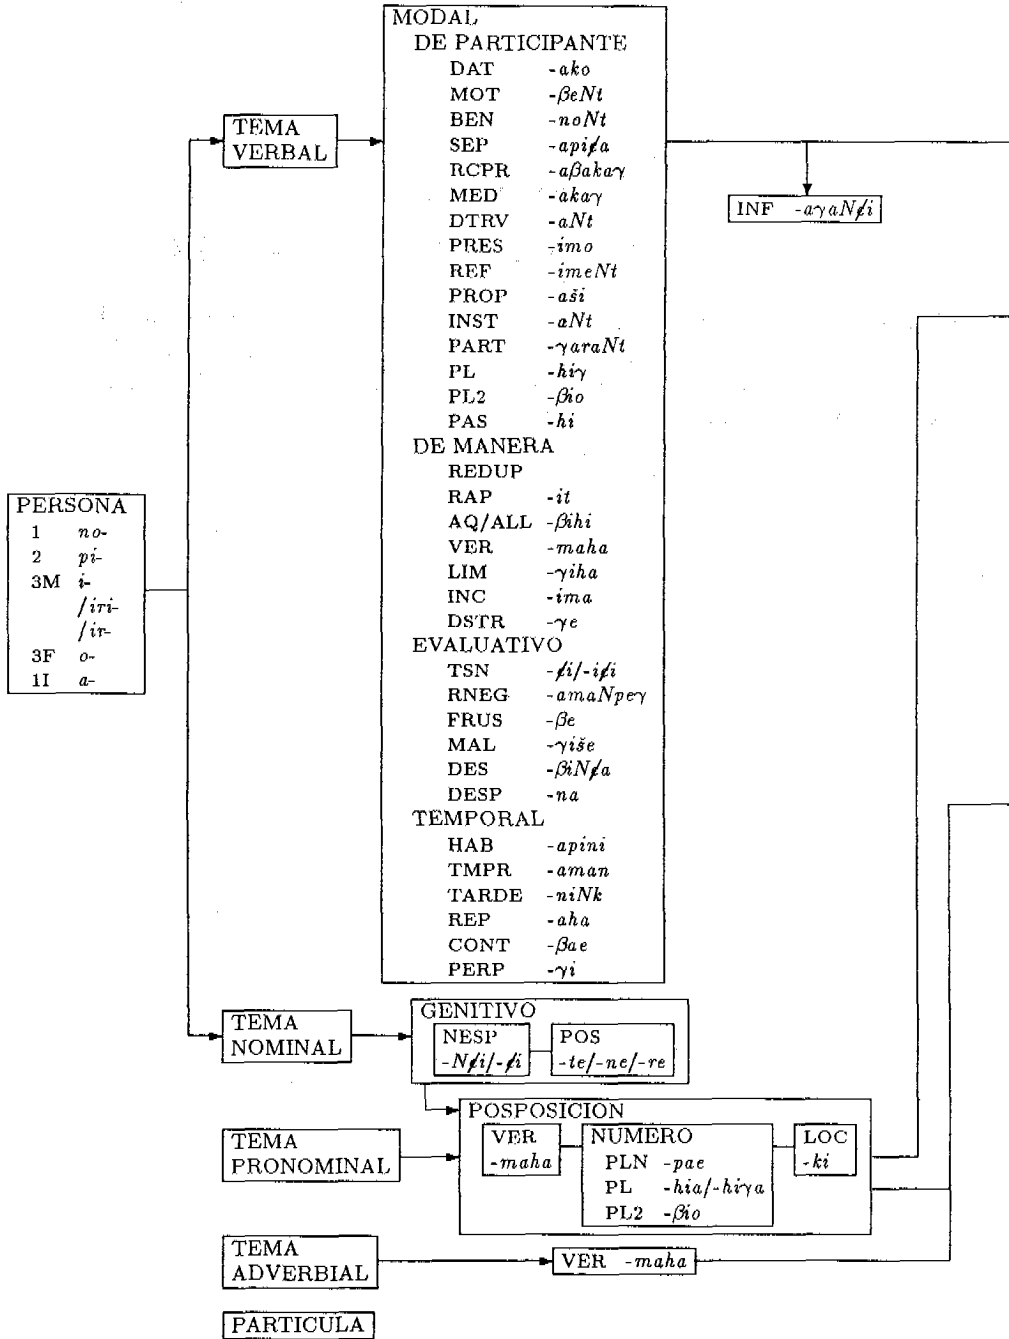 MODAL
DE PARTICIPANTE
DAT -ako
MOT -βeNt
BEN -noNt
SEP -api¢a
RCPR -aβakaγ
MED -akaγ
DTRV -aNt
PRES -imo
REF -imeNt
PROP -aši
INST -aNt
PART -γaraNt
PL -hiγ
PL2 -βio
PAS -hi
DE MANERA
REDUP
RAP -it
AQ/ALL -βihi
VER -maha
LIM -γiha
INC -ima
DSTR -γe
EVALUATIVO
TSN -¢i/-i¢i
RNEG -amaNpeγ
FRUS -βe
MAL -γiše
DES -βiN¢a
DESP -na
TEMPORAL
HAB -apini
TMPR -aman
TARDE -niNk
REP -aha
CONT -βae
PERP -γi
TEMA
VERBAL
INF -aγaN¢i
PERSONA
1 no-
2 pi-
3M i-
/iri-
/ir-
3F o-
1I a-
TEMA
NOMINAL
GENITIVO
NESP
-N¢i/-¢i
POS
-te/-ne/-re
TEMA
PRONOMINAL
POSPOSICION
VER
-maha
NUMERO
PLN -pae
PL -hia/-hiγa
PL2 -βio
LOC
-ki
TEMA
ADVERBIAL
VER -maha
PARTICULA